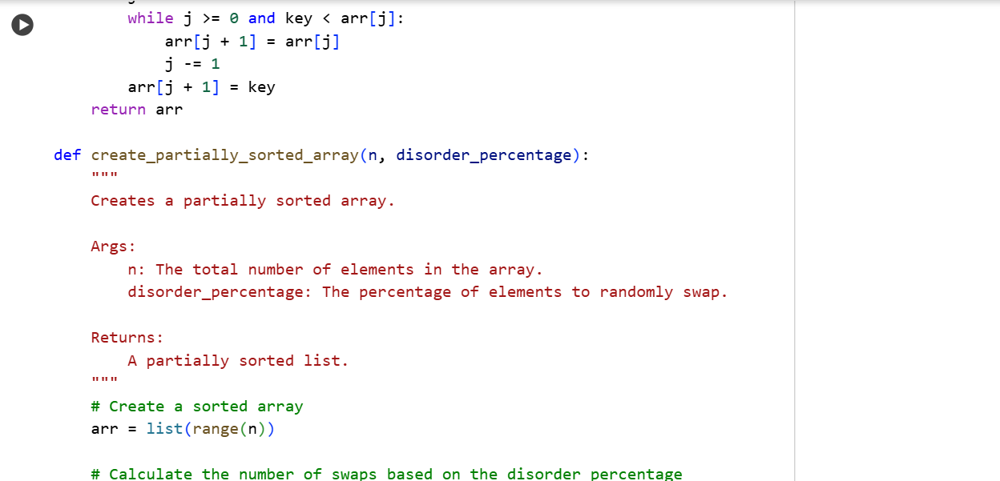 while j >= 0 and key < arr[j]:
            arr[j + 1] = arr[j]
            j -= 1
        arr[j + 1] = key
    return arr

def create_partially_sorted_array(n, disorder_percentage):
    """
    Creates a partially sorted array.

    Args:
        n: The total number of elements in the array.
        disorder_percentage: The percentage of elements to randomly swap.

    Returns:
        A partially sorted list.
    """
    # Create a sorted array
    arr = list(range(n))

    # Calculate the number of swaps based on the disorder percentage